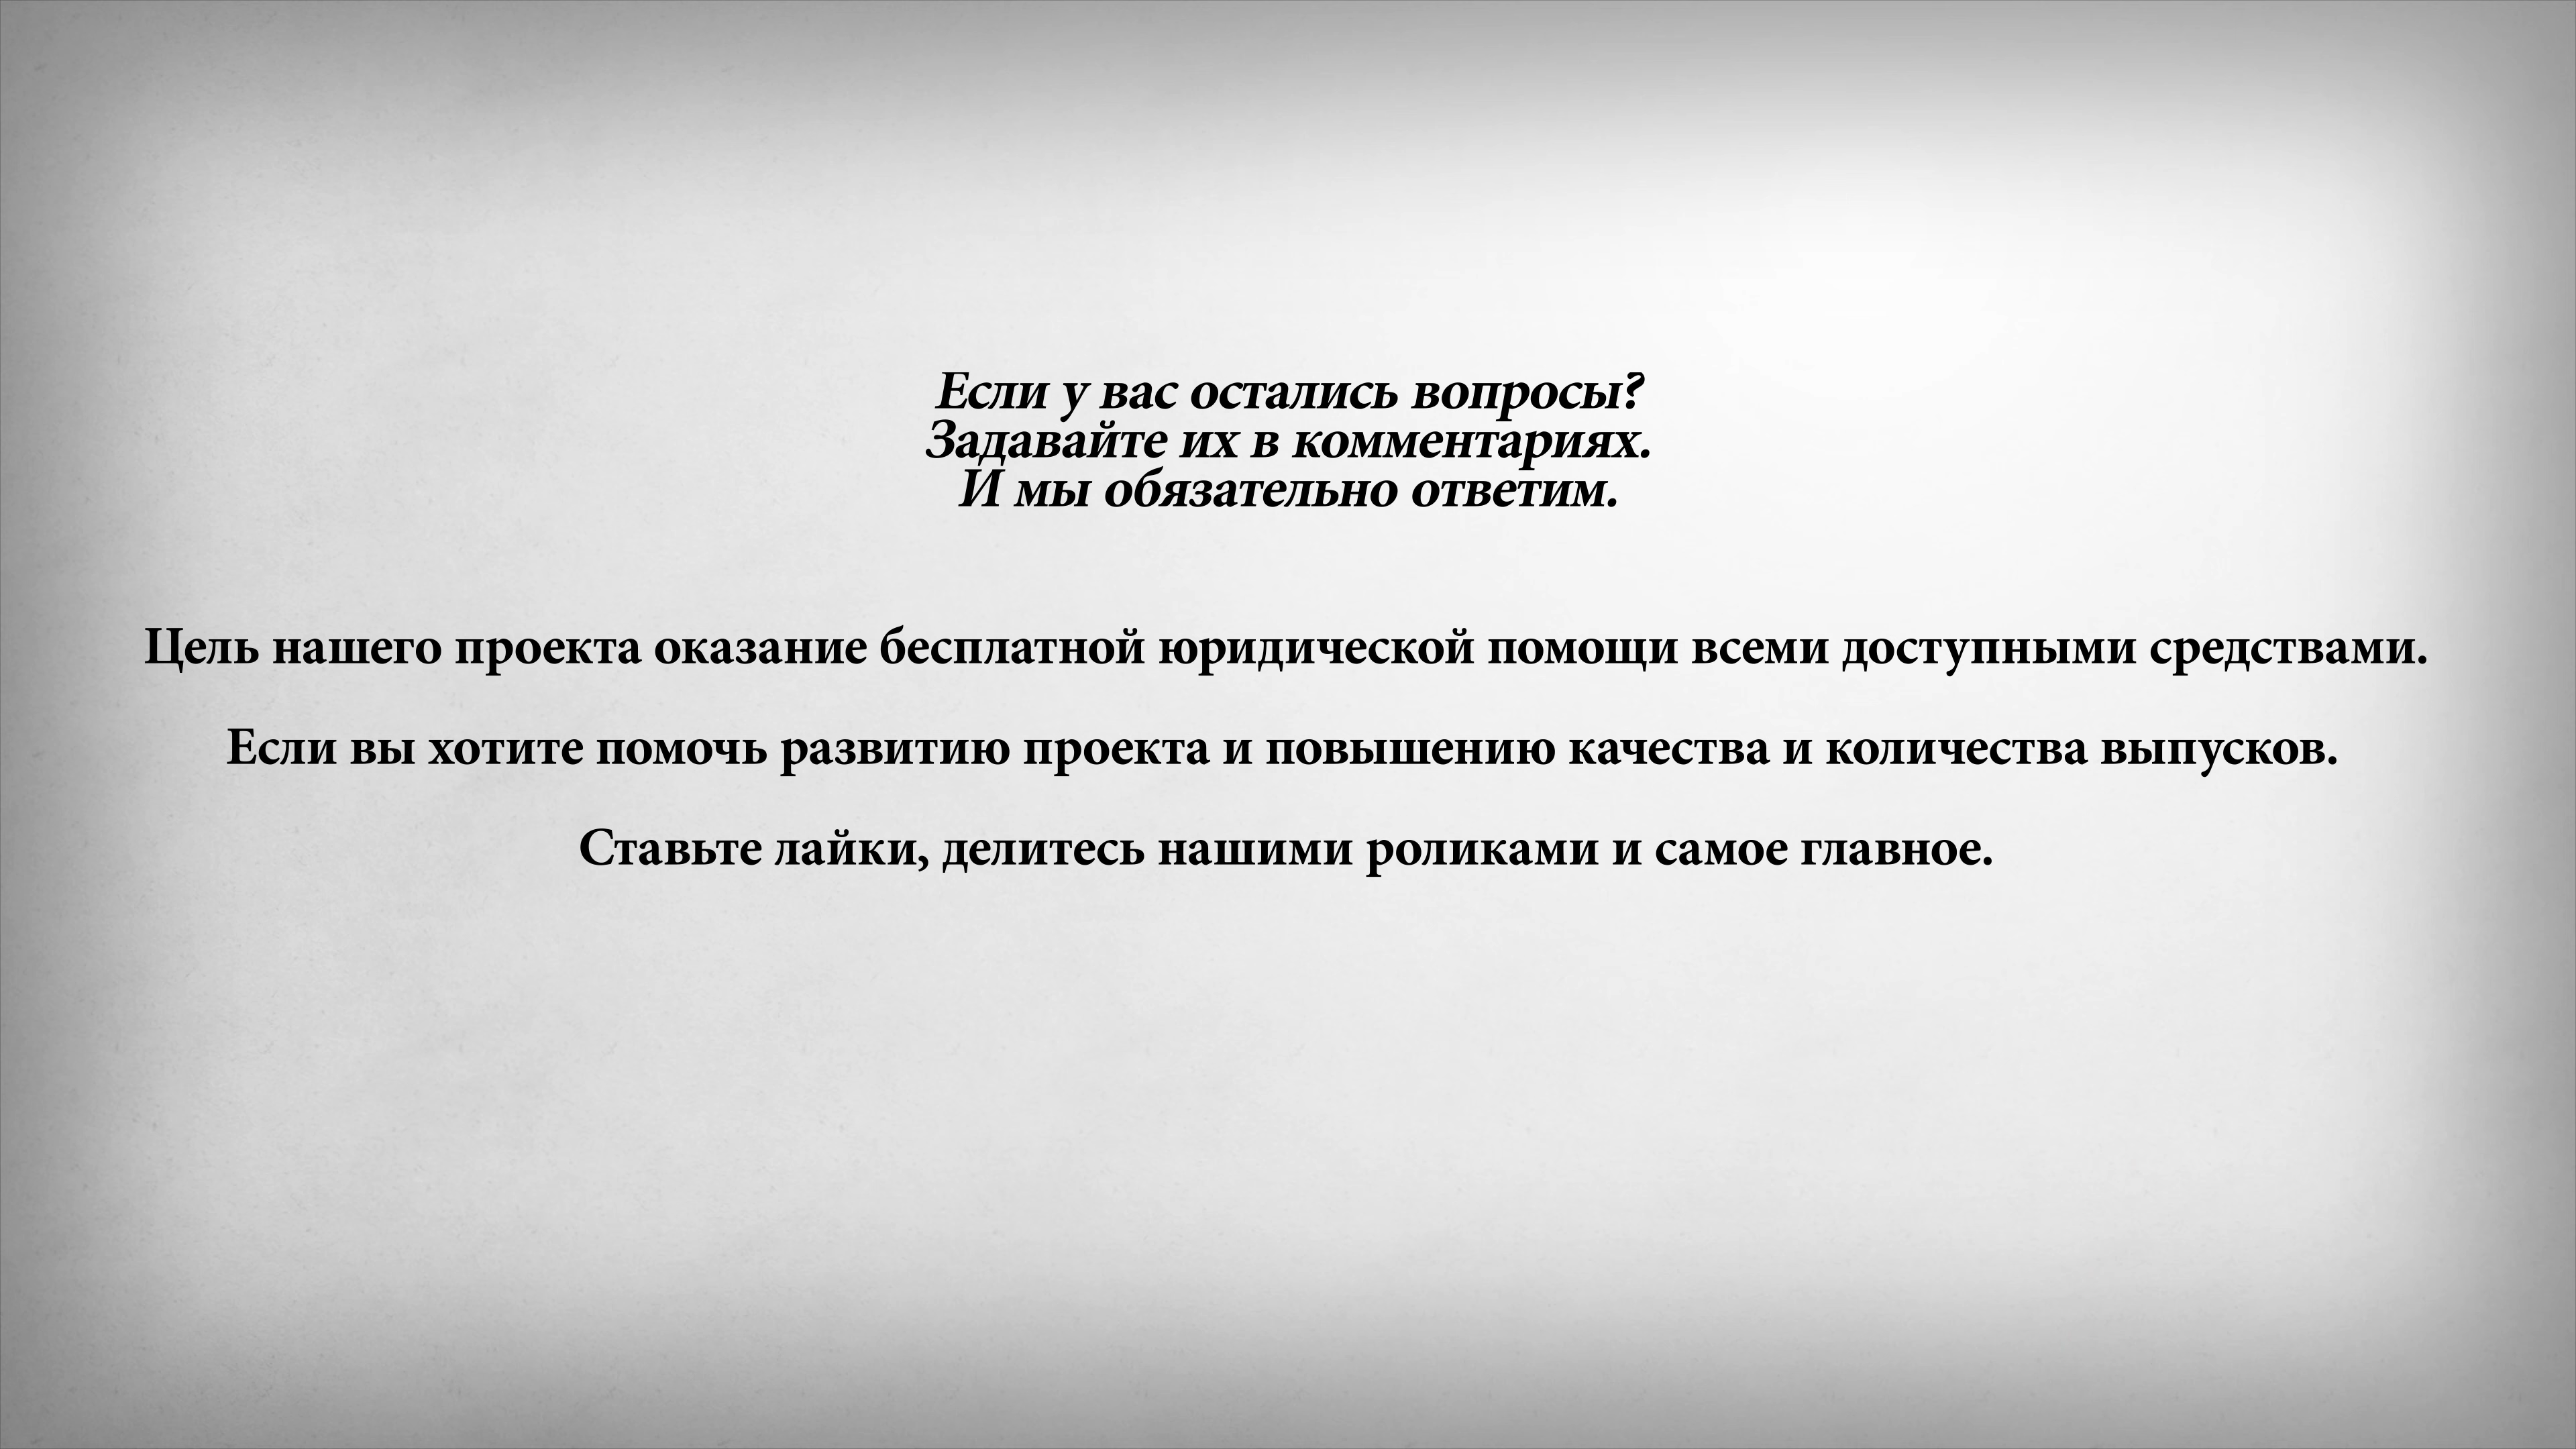 Если у вас остались вопросы?
Задавайте их в комментариях.
И мы обязательно ответим.
Цель нашего проекта оказание бесплатной юридической помощи всеми доступными средствами.
Если вы хотите помочь развитию проекта и повышению качества и количества выпусков.
Ставьте лайки, делитесь нашими роликами и самое главное.